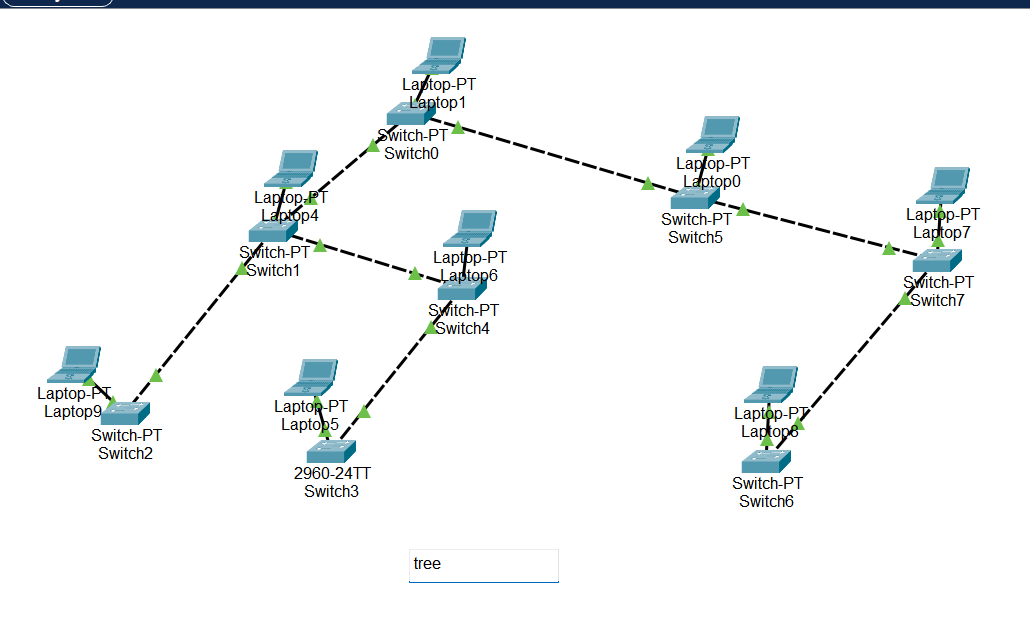 Laptop-PT
Laptop1
Switch-PT
Switch0
Laptop-PT
Laptop0
Switch-PT
Switch5
Laptop-PT
Laptop4
Switch-PT
Switch1
Laptop-PT
Laptop7
Switch-PT
Switch7
Laptop-PT
Laptop6
Switch-PT
Switch4
Laptop-PT
Laptop9
Switch-PT
Switch2
Laptop-PT
Laptop5
2960-24TT
Switch3
Laptop-PT
Laptop8
Switch-PT
Switch6
tree